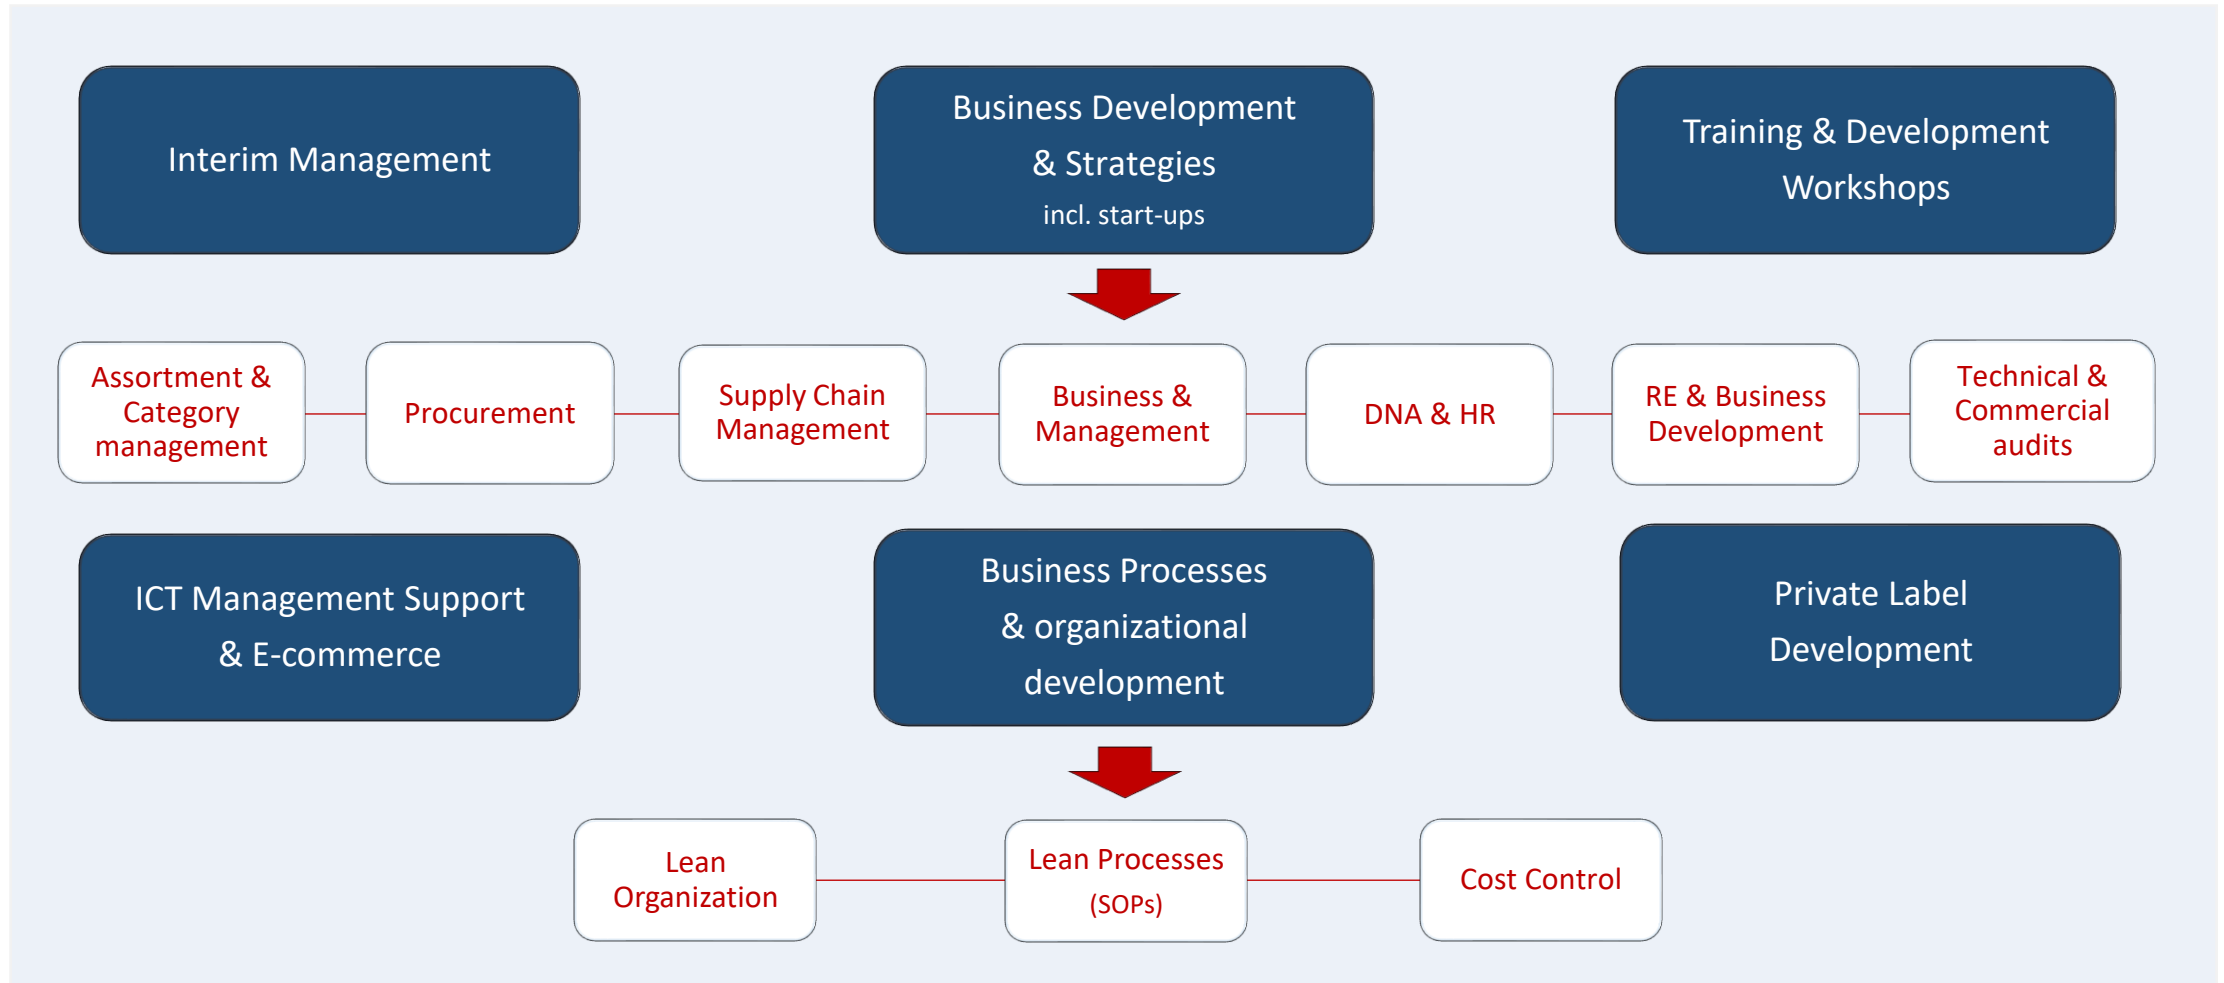 Interim Management
Business Development
& Strategies
incl. start-ups
Training & Development
Workshops
Assortment &
Category
management
Procurement
Supply Chain
Management
Business &
Management
DNA & HR
RE & Business
Development
Technical &
Commercial
audits
ICT Management Support
& E-commerce
Business Processes
& organizational
development
Private Label
Development
Lean
Organization
Lean Processes
(SOPs)
Cost Control